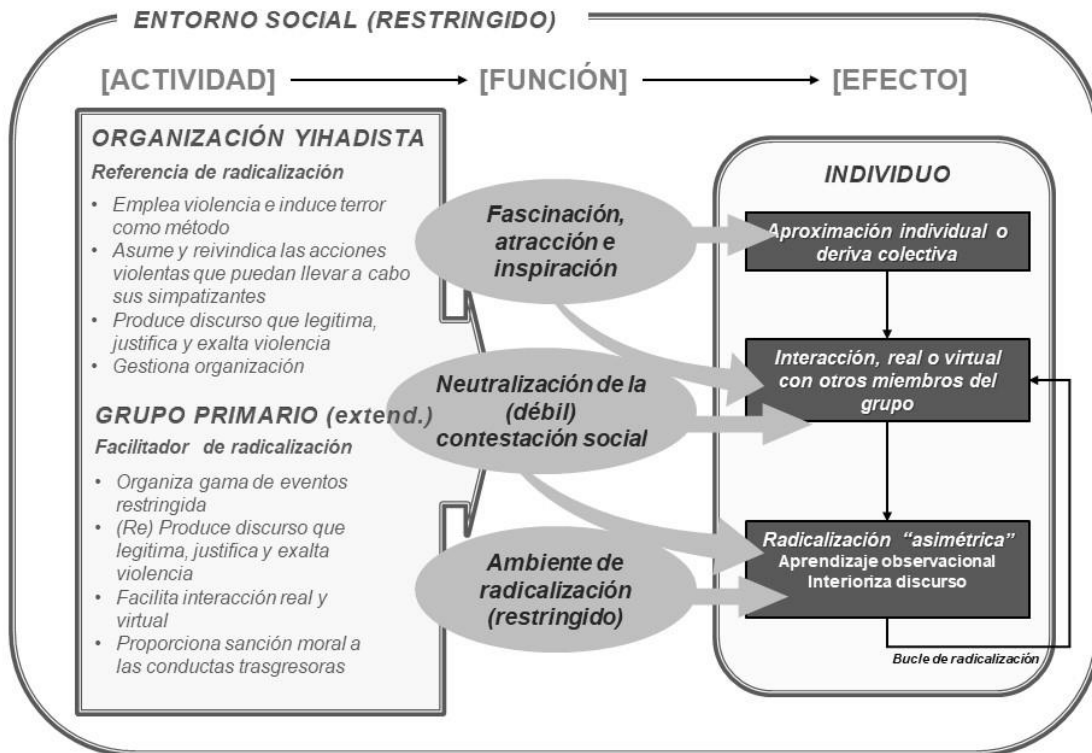 ENTORNO SOCIAL (RESTRINGIDO)
[ACTIVIDAD]
[FUNCIÓN]
[EFECTO]
ORGANIZACIÓN YIHADISTA
Referencia de radicalización
• Emplea violencia e induce terror
como método
• Asume y reivindica las acciones
violentas que puedan llevar a cabo
sus simpatizantes
• Produce discurso que legitima,
justifica y exalta violencia
• Gestiona organización
GRUPO PRIMARIO (extend.)
Facilitador de radicalización
• Organiza gama de eventos
restringida
• (Re) Produce discurso que
legitima, justifica y exalta
violencia
• Facilita interacción real y
virtual
• Proporciona sanción moral a
las conductas trasgresoras
Fascinación,
atracción e
inspiración
Neutralización de la
(débil)
contestación social
Ambiente de
radicalización
(restringido)
INDIVIDUO
Aproximación individual o
deriva colectiva
Interacción, real o virtual
con otros miembros del
grupo
Radicalización “asimétrica”
Aprendizaje observacional
Interioriza discurso
Bucle de radicalización